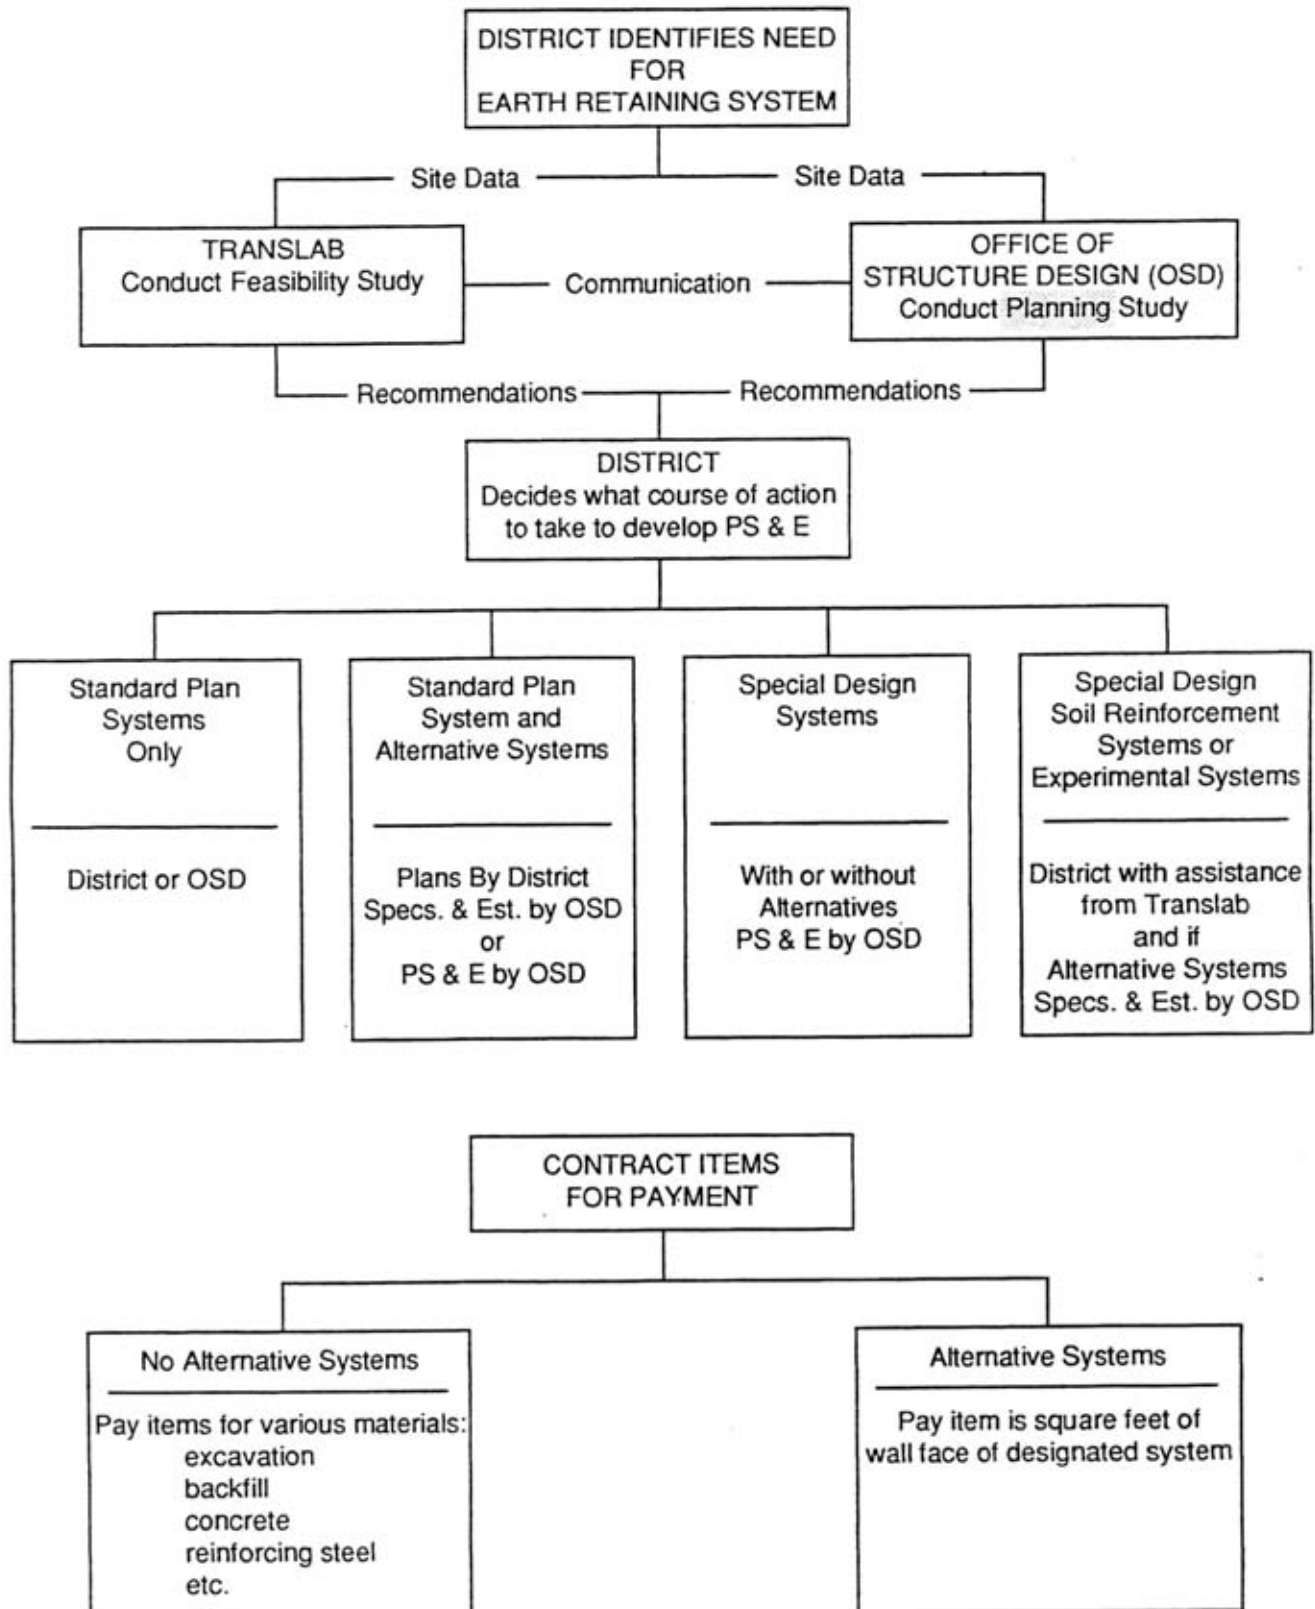 DISTRICT IDENTIFIES NEED
FOR
EARTH RETAINING SYSTEM
Site Data
Site Data
TRANSLAB
Conduct Feasibility Study
Communication
OFFICE OF
STRUCTURE DESIGN (OSD)
Conduct Planning Study
Recommendations
Recommendations
DISTRICT
Decides what course of action
to take to develop PS & E
Standard Plan
Systems
Only
District or OSD
Standard Plan
System and
Alternative Systems
Plans By District
Specs. & Est. by OSD
or
PS & E by OSD
Special Design
Systems
With or without
Alternatives
PS & E by OSD
Special Design
Soil Reinforcement
Systems or
Experimental Systems
District with assistance
from Translab
and if
Alternative Systems
Specs. & Est. by OSD
CONTRACT ITEMS
FOR PAYMENT
No Alternative Systems
Pay items for various materials:
excavation
backfill
concrete
reinforcing steel
etc.
Alternative Systems
Pay item is square feet of
wall face of designated system